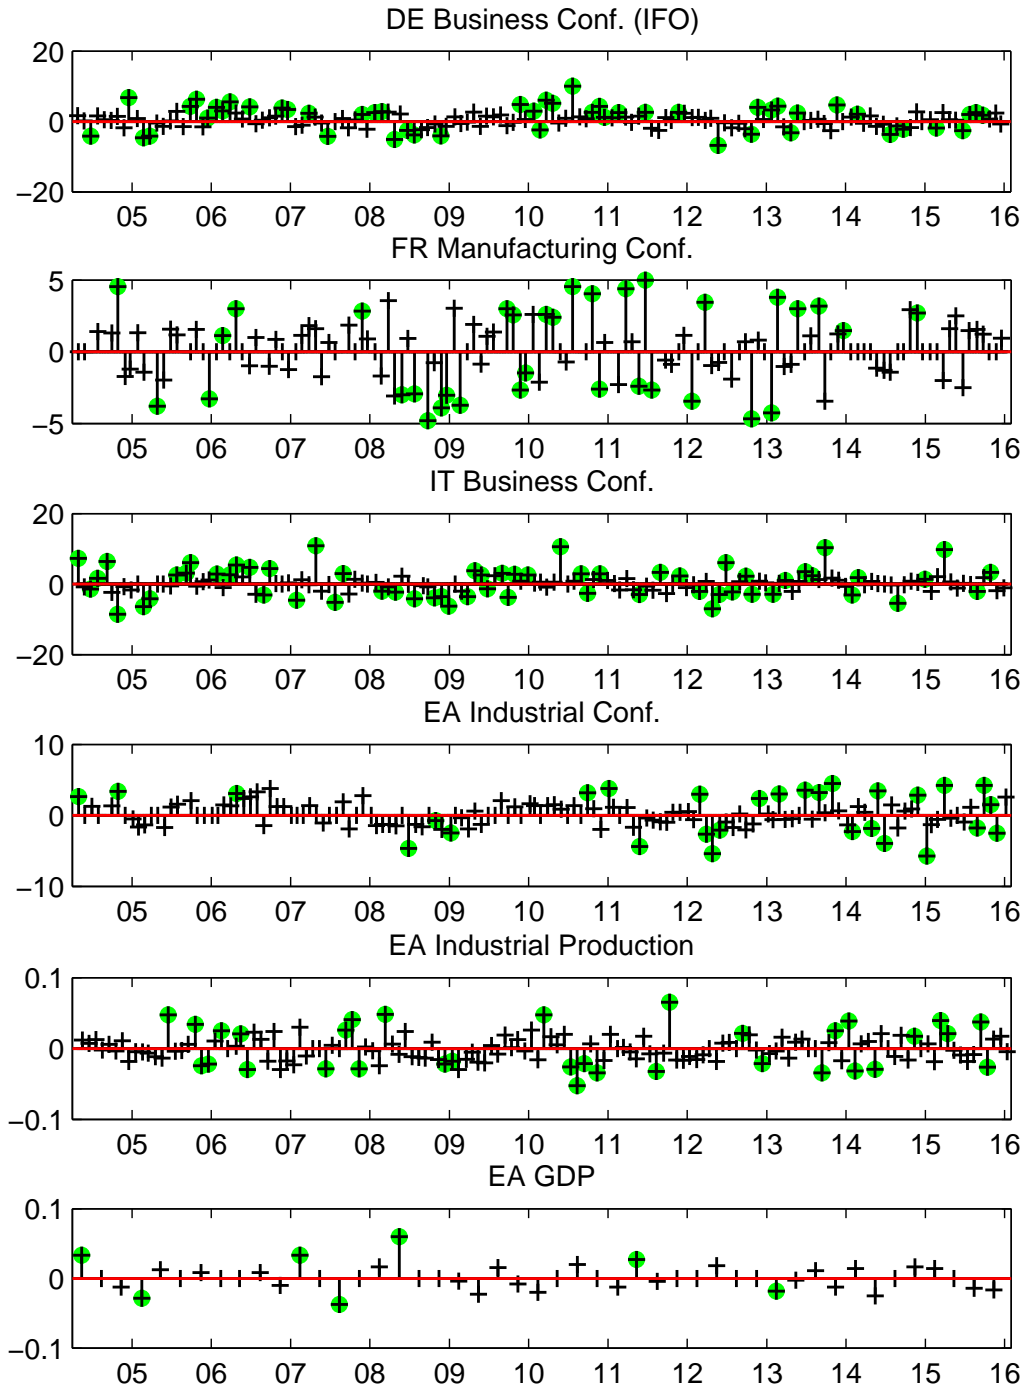 DE Business Conf. (IFO)
20
0
−20
05 06 07 08 09 10 11 12 13 14 15 16
FR Manufacturing Conf.
5
0
−5
05 06 07 08 09 10 11 12 13 14 15 16
IT Business Conf.
20
0
−20
05 06 07 08 09 10 11 12 13 14 15 16
EA Industrial Conf.
10
0
−10
05 06 07 08 09 10 11 12 13 14 15 16
EA Industrial Production
0.1
0
−0.1
05 06 07 08 09 10 11 12 13 14 15 16
EA GDP
0.1
0
−0.1
05 06 07 08 09 10 11 12 13 14 15 16